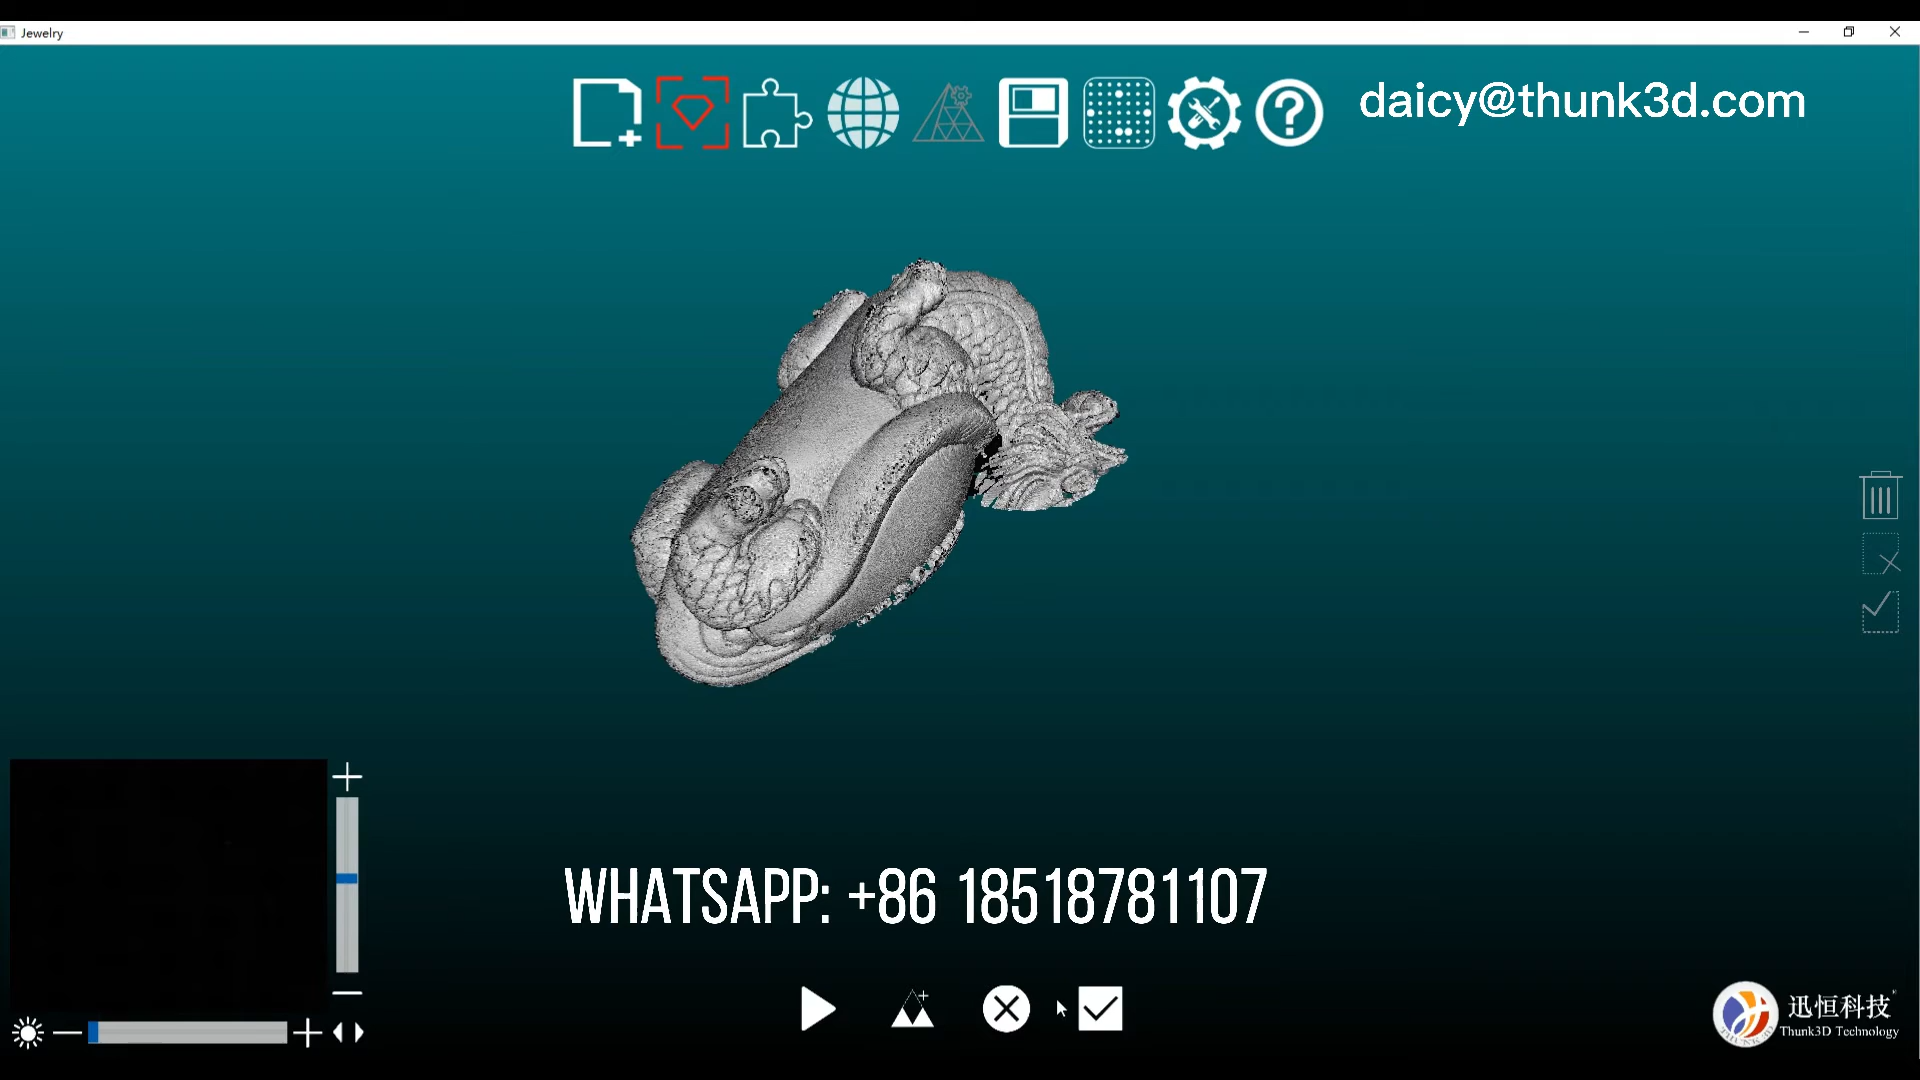 Jewelry
daicy@thunk3d.com
WHATSAPP: +86 18518781107
迅恒科技
Thunk3D Technology